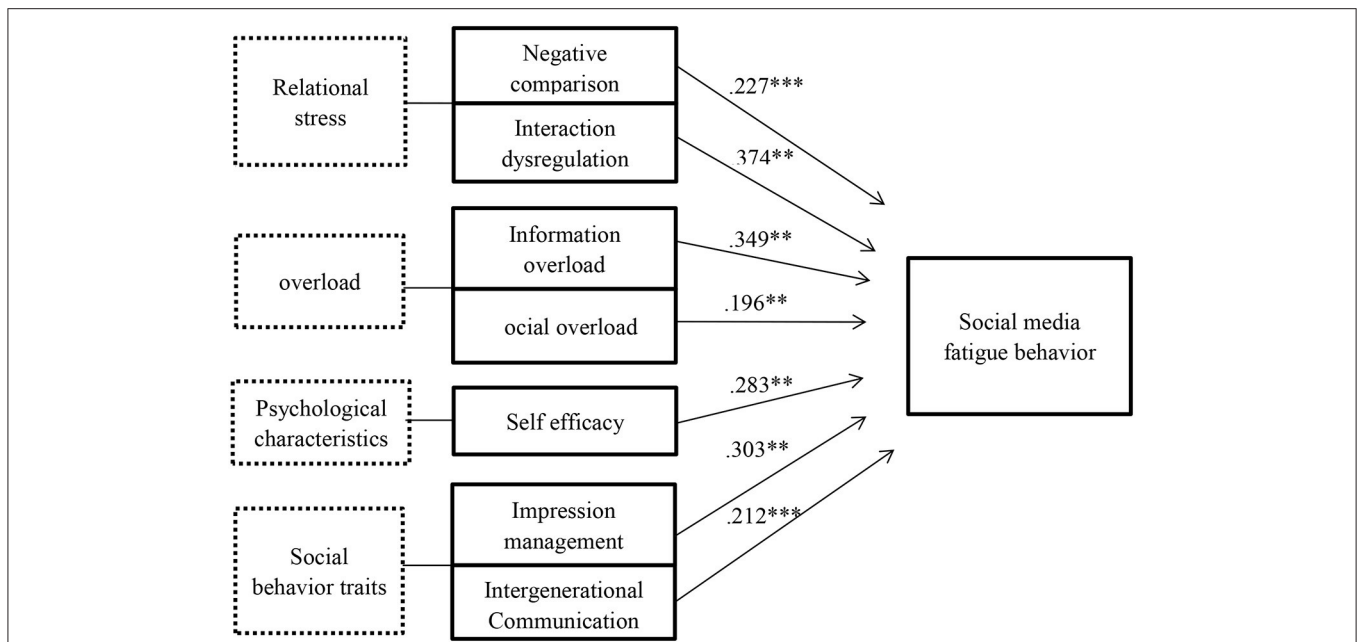 Relational
stress
Negative
comparison
Interaction
dysregulation
.227***
.374**
overload
Information
overload
ocial overload
.349**
.196**
Psychological
characteristics
Self efficacy
.283**
Social
behavior traits
Impression
management
Intergenerational
Communication
.303**
.212***
Social media
fatigue behavior